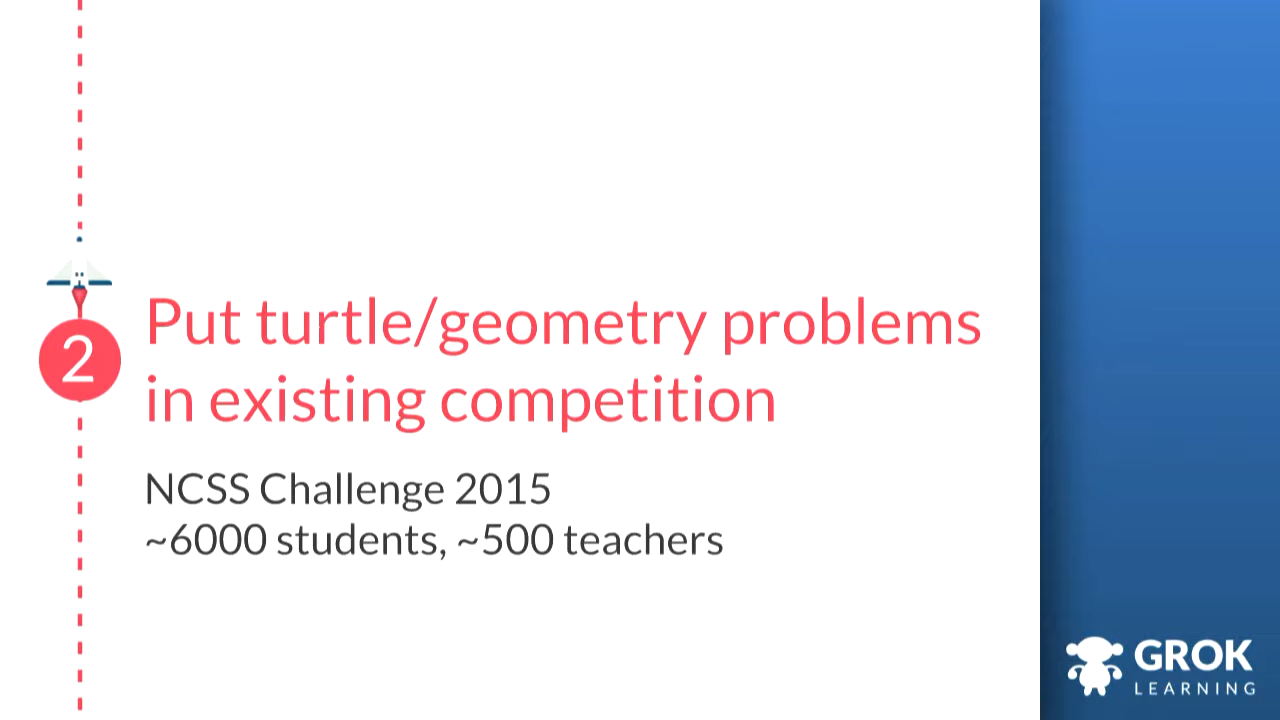 2
Put turtle/geometry problems
in existing competition
NCSS Challenge 2015
~6000 students, ~500 teachers
GROK
LEARNING